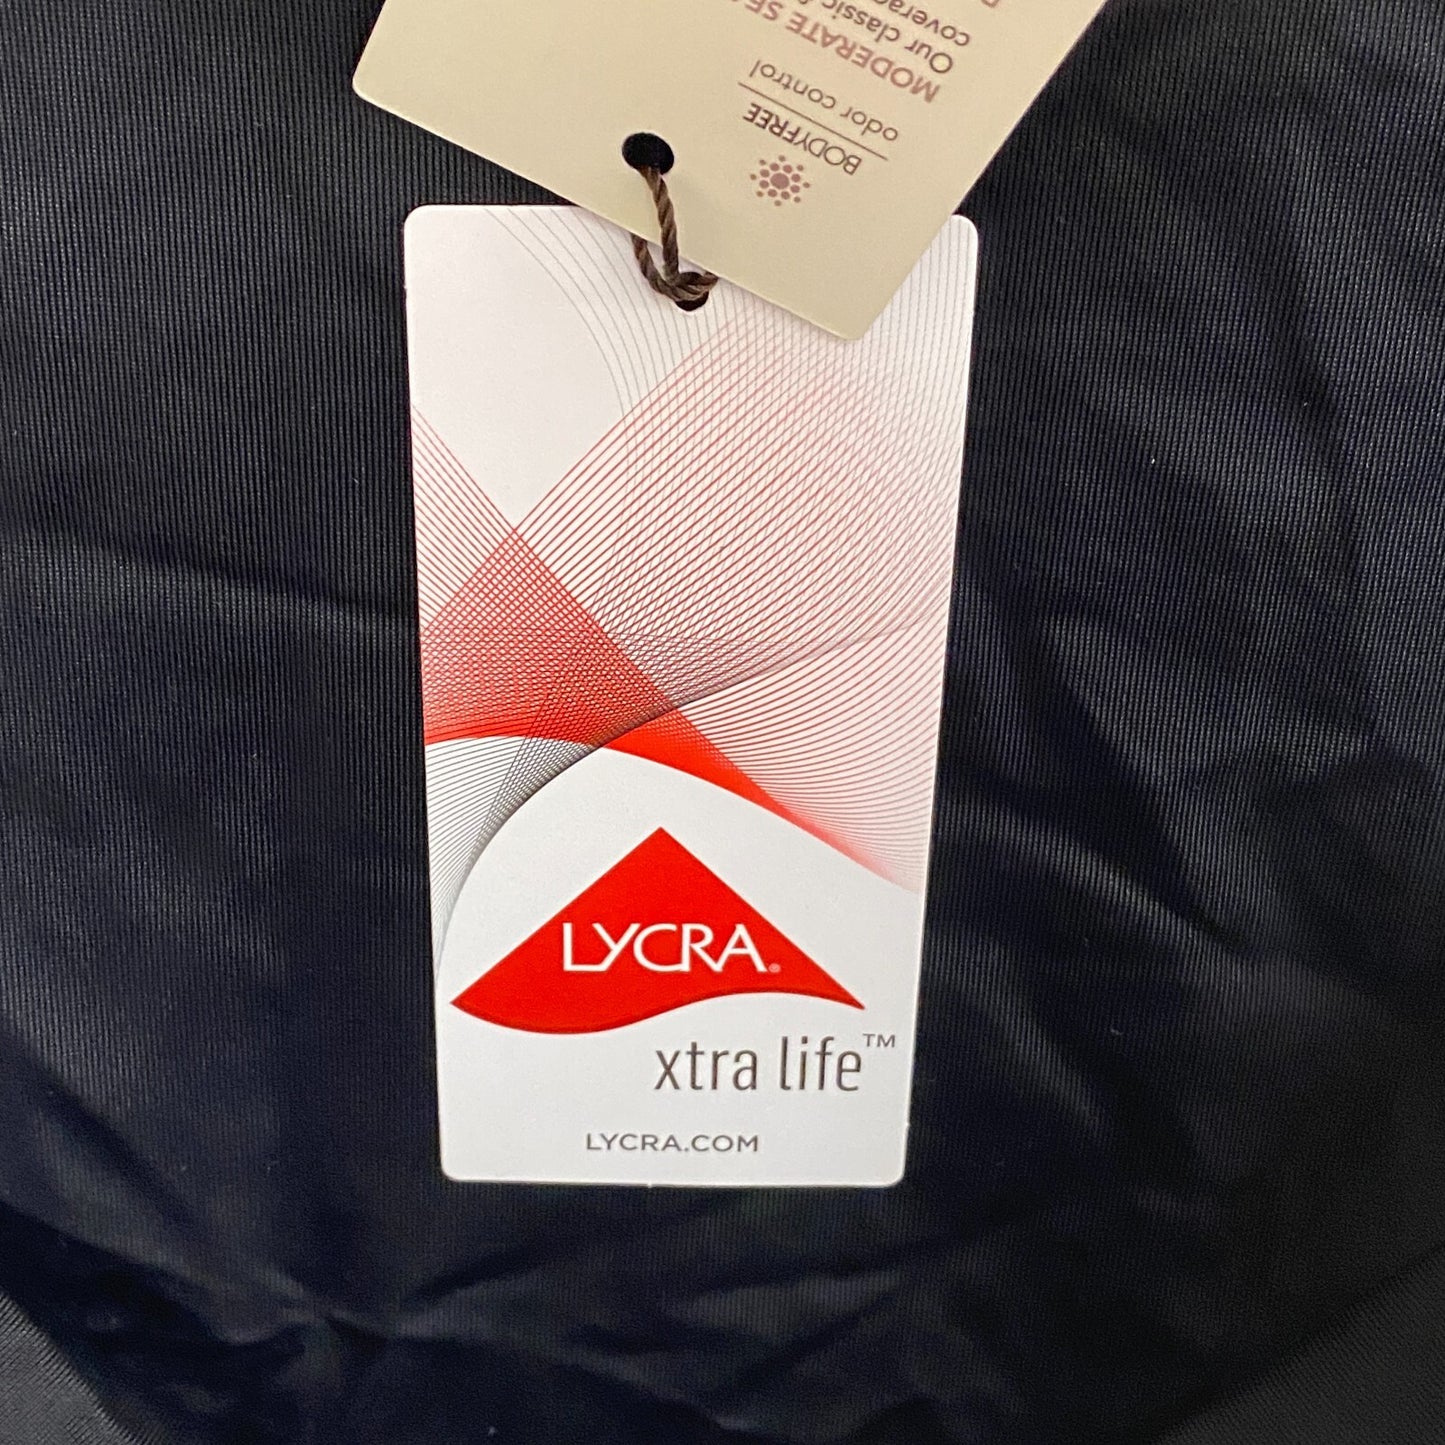 BODYFREE
odor control
MODERATE
Our classic
LYCRA®
xtra life™
LYCRA.COM